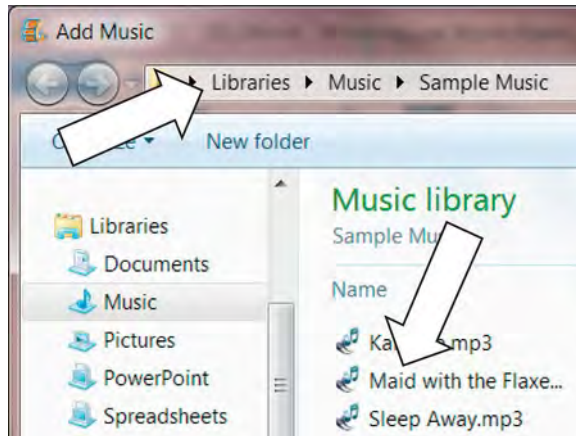 Add Music
Libraries Music Sample Music
New folder
Libraries
Documents
Music
Pictures
PowerPoint
Spreadsheets
Music library
Sample
Name
Maid with the Flaxe...
Sleep Away.mp3